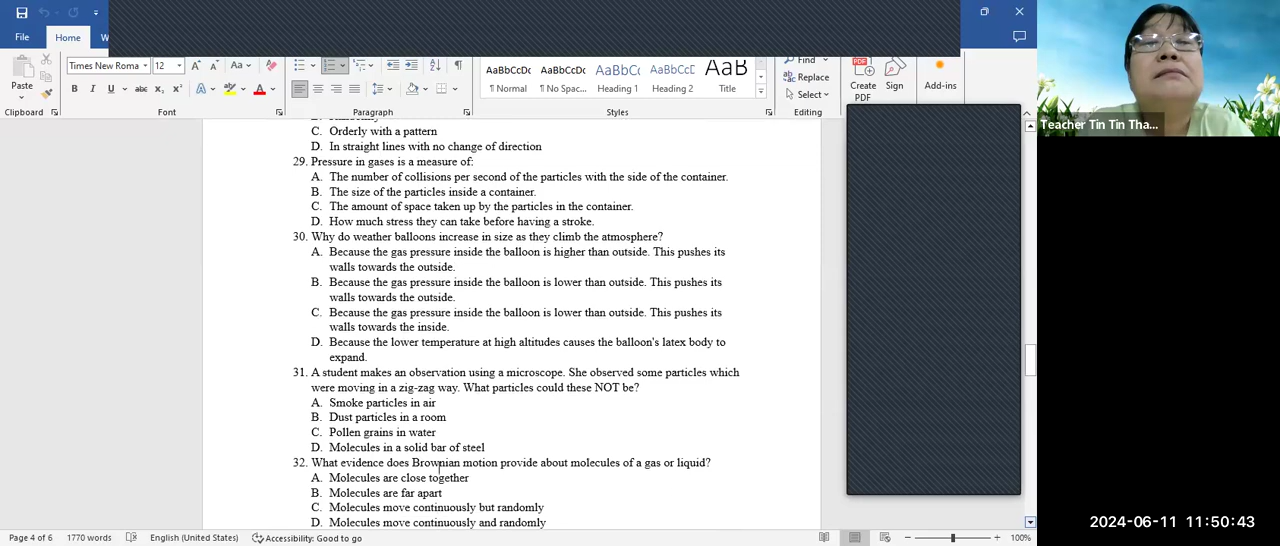 File
Home
W
Paste
Clipboard
Times New Roma
12
Aa
A
B
I
U
abc
x
x
A
A
Font
Paragraph
AaBbCcDc
AaBbCcDc
AaBbCc
AaBbCcD
AaB
¶ Normal
¶ No Spac...
Heading 1
Heading 2
Title
Styles
Find
Replace
Select
Editing
PDF
Create
PDF
Sign
Add-ins
Teacher Tin Tin Tha...
C. Orderly with a pattern
D. In straight lines with no change of direction
29. Pressure in gases is a measure of:
A. The number of collisions per second of the particles with the side of the container.
B. The size of the particles inside a container.
C. The amount of space taken up by the particles in the container.
D. How much stress they can take before having a stroke.
30. Why do weather balloons increase in size as they climb the atmosphere?
A. Because the gas pressure inside the balloon is higher than outside. This pushes its
walls towards the outside.
B. Because the gas pressure inside the balloon is lower than outside. This pushes its
walls towards the outside.
C. Because the gas pressure inside the balloon is lower than outside. This pushes its
walls towards the inside.
D. Because the lower temperature at high altitudes causes the balloon's latex body to
expand.
31. A student makes an observation using a microscope. She observed some particles which
were moving in a zig-zag way. What particles could these NOT be?
A. Smoke particles in air
B. Dust particles in a room
C. Pollen grains in water
D. Molecules in a solid bar of steel
32. What evidence does Brownian motion provide about molecules of a gas or liquid?
A. Molecules are close together
B. Molecules are far apart
C. Molecules move continuously but randomly
D. Molecules move continuously and randomly
Page 4 of 6
1770 words
English (United States)
Accessibility: Good to go
100%
2024-06-11 11:50:43